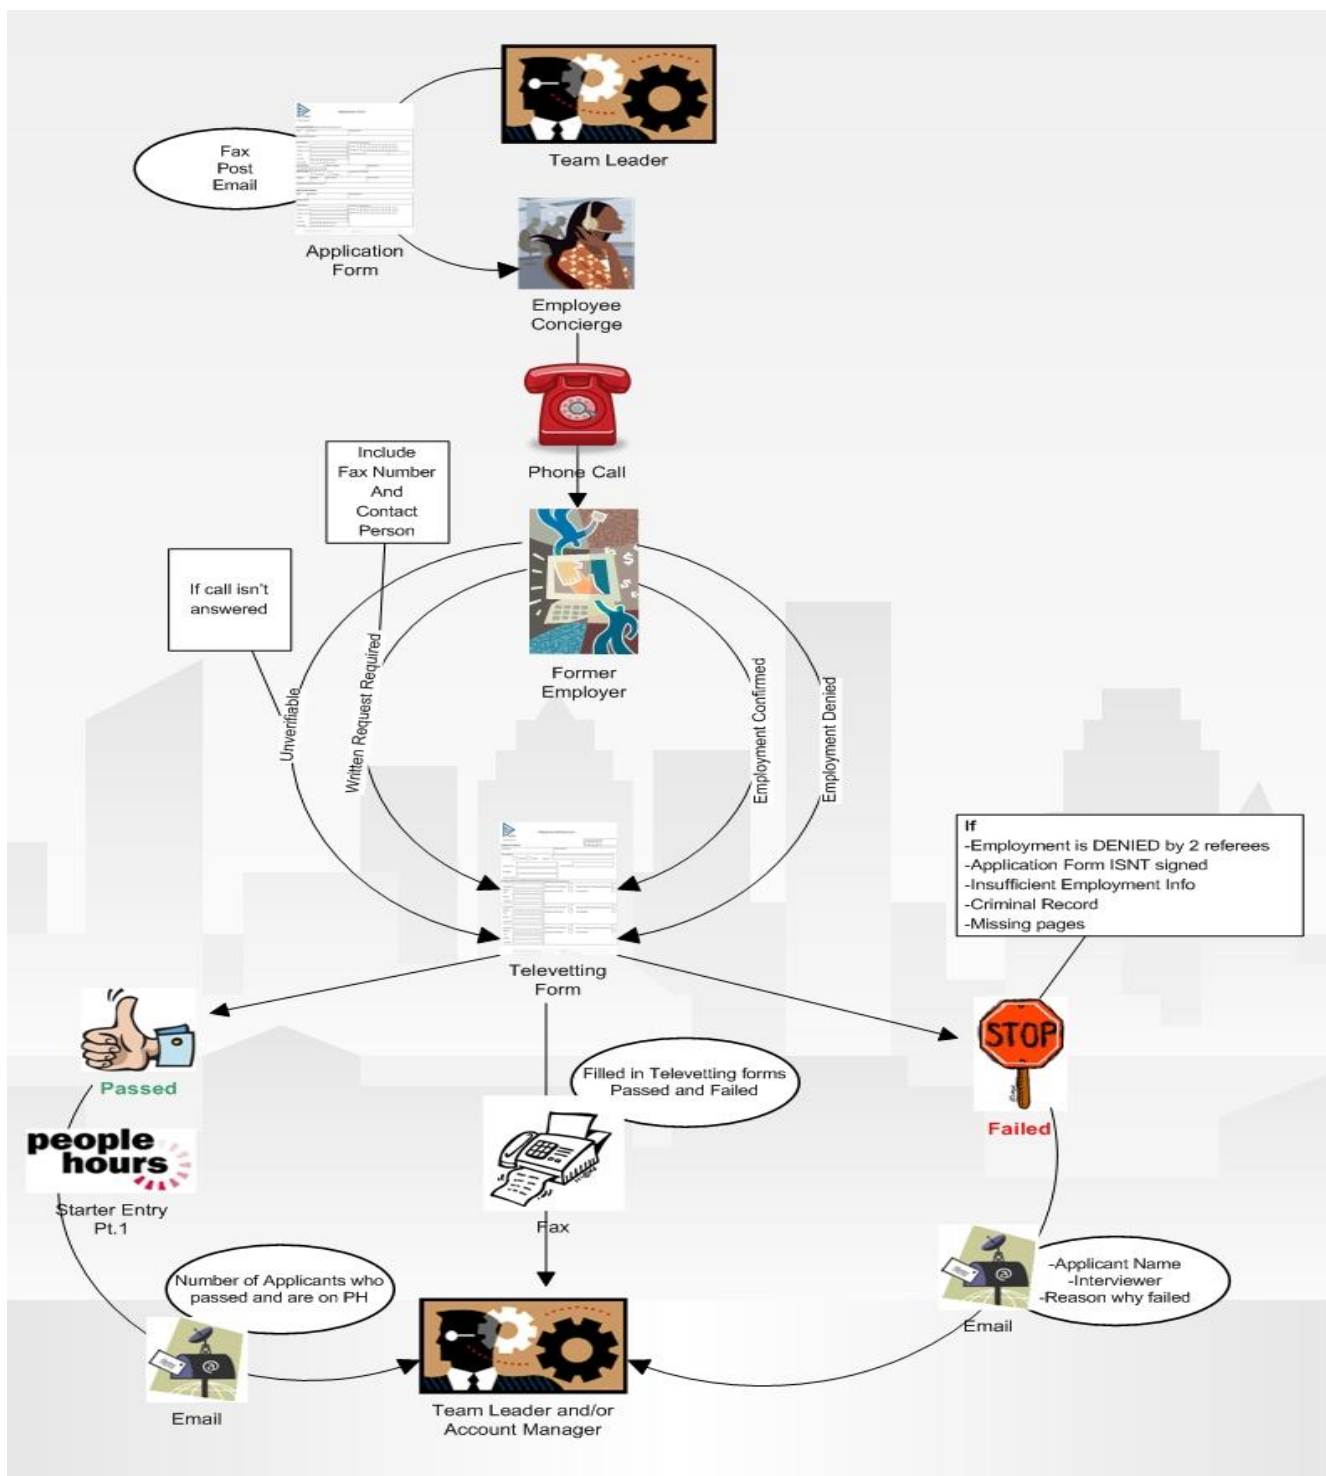 Team Leader
Fax
Post
Email
Application
Form
Employee
Concierge
Phone Call
Include
Fax Number
And
Contact
Person
If call isn't
answered
Former
Employer
Unverifiable
Written Request Required
Employment Confirmed
Employment Denied
If
-Employment is DENIED by 2 referees
-Application Form ISNT signed
-Insufficient Employment Info
-Criminal Record
-Missing pages
Televetting
Form
Passed
STOP
Failed
Filled in Televetting forms
Passed and Failed
people
hours
Starter Entry
Pt.1
Fax
Number of Applicants who
passed and are on PH
@
Email
-Applicant Name
-Interviewer
-Reason why failed
@
Email
Team Leader and/or
Account Manager